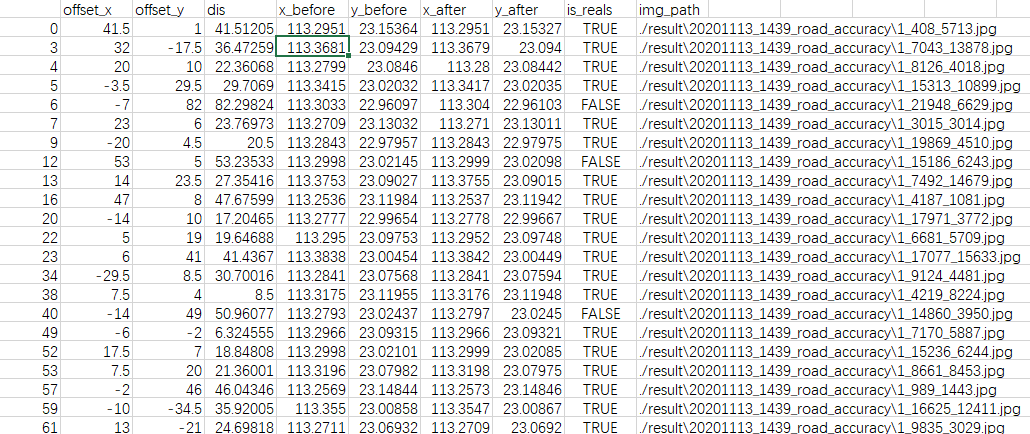 offset_x offset_y dis x_before y_before x_after y_after is_reals img_path
0 41.5 1 41.51205 113.2951 23.15364 113.2951 23.15327 TRUE ./result\20201113_1439_road_accuracy\1_408_5713.jpg
3 32 -17.5 36.47259 113.3681 23.09429 113.3679 23.094 TRUE ./result\20201113_1439_road_accuracy\1_7043_13878.jpg
4 20 10 22.36068 113.2799 23.0846 113.28 23.08442 TRUE ./result\20201113_1439_road_accuracy\1_8126_4018.jpg
5 -3.5 29.5 29.7069 113.3415 23.02032 113.3417 23.02035 TRUE ./result\20201113_1439_road_accuracy\1_15313_10899.jpg
6 -7 82 82.29824 113.3033 22.96097 113.304 22.96103 FALSE ./result\20201113_1439_road_accuracy\1_21948_6629.jpg
7 23 6 23.76973 113.2709 23.13032 113.271 23.13011 TRUE ./result\20201113_1439_road_accuracy\1_3015_3014.jpg
9 -20 4.5 20.5 113.2843 22.97957 113.2843 22.97975 TRUE ./result\20201113_1439_road_accuracy\1_19869_4510.jpg
12 53 5 53.23533 113.2998 23.02145 113.2999 23.02098 FALSE ./result\20201113_1439_road_accuracy\1_15186_6243.jpg
13 14 23.5 27.35416 113.3753 23.09027 113.3755 23.09015 TRUE ./result\20201113_1439_road_accuracy\1_7492_14679.jpg
16 47 8 47.67599 113.2536 23.11984 113.2537 23.11942 TRUE ./result\20201113_1439_road_accuracy\1_4187_1081.jpg
20 -14 10 17.20465 113.2777 22.99654 113.2778 22.99667 TRUE ./result\20201113_1439_road_accuracy\1_17971_3772.jpg
22 5 19 19.64688 113.295 23.09753 113.2952 23.09748 TRUE ./result\20201113_1439_road_accuracy\1_6681_5709.jpg
23 6 41 41.4367 113.3838 23.00454 113.3842 23.00449 TRUE ./result\20201113_1439_road_accuracy\1_17077_15633.jpg
34 -29.5 8.5 30.70016 113.2841 23.07568 113.2841 23.07594 TRUE ./result\20201113_1439_road_accuracy\1_9124_4481.jpg
38 7.5 4 8.5 113.3175 23.11955 113.3176 23.11948 TRUE ./result\20201113_1439_road_accuracy\1_4219_8224.jpg
40 -14 49 50.96077 113.2793 23.02437 113.2797 23.0245 FALSE ./result\20201113_1439_road_accuracy\1_14860_3950.jpg
49 -6 -2 6.324555 113.2966 23.09315 113.2966 23.09321 TRUE ./result\20201113_1439_road_accuracy\1_7170_5887.jpg
52 17.5 7 18.84808 113.2998 23.02101 113.2999 23.02085 TRUE ./result\20201113_1439_road_accuracy\1_15236_6244.jpg
53 7.5 20 21.36001 113.3196 23.07982 113.3198 23.07975 TRUE ./result\20201113_1439_road_accuracy\1_8661_8453.jpg
57 -2 46 46.04346 113.2569 23.14844 113.2573 23.14846 TRUE ./result\20201113_1439_road_accuracy\1_989_1443.jpg
59 -10 -34.5 35.92005 113.355 23.00858 113.3547 23.00867 TRUE ./result\20201113_1439_road_accuracy\1_16625_12411.jpg
61 13 -21 24.69818 113.2711 23.06932 113.2709 23.0692 TRUE ./result\20201113_1439_road_accuracy\1_9835_3029.jpg